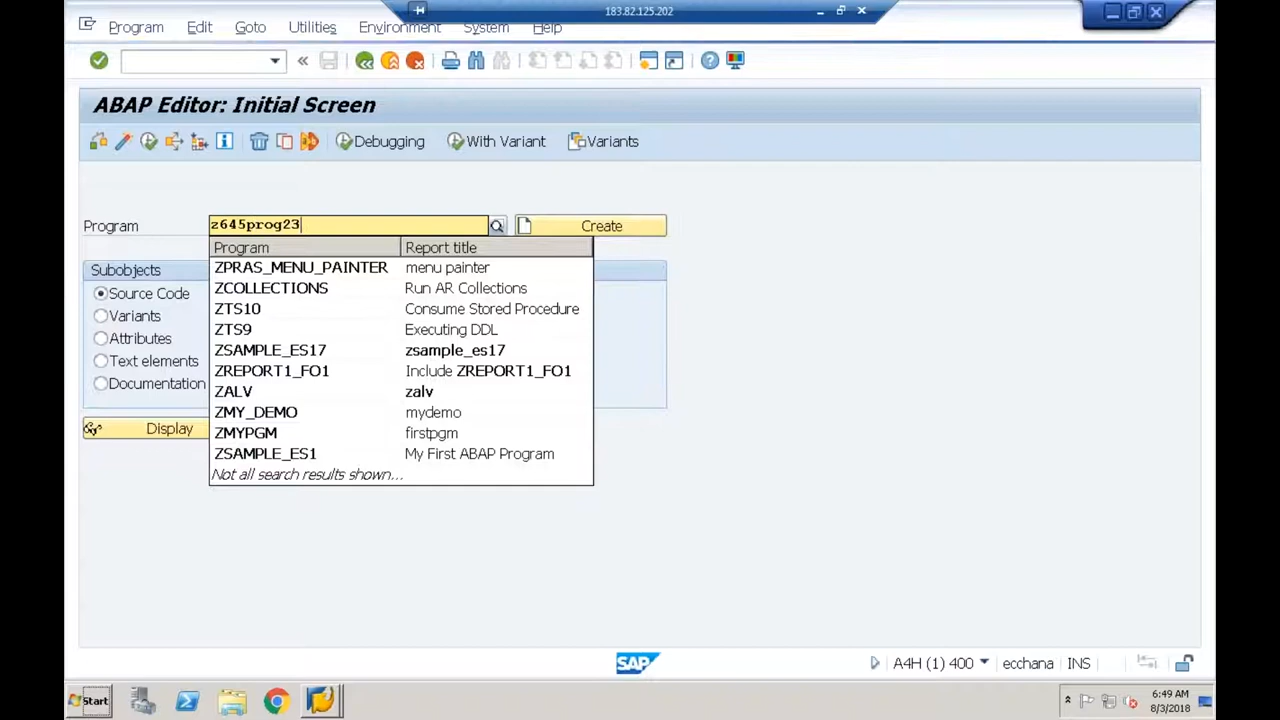 183.82.125.202
Program Edit Goto Utilities Environment System Help
ABAP Editor: Initial Screen
Debugging With Variant Variants
Program z645prog23 Create
Program Report title
Subobjects
ZPRAS_MENU_PAINTER menu painter
Source Code
ZCOLLECTIONS Run AR Collections
Variants
ZTS10 Consume Stored Procedure
Attributes
ZTS9 Executing DDL
Text elements
ZSAMPLE_ES17 zsample_es17
Documentation
ZREPORT1_FO1 Include ZREPORT1_FO1
ZALV zalv
ZMY_DEMO mydemo
Display
ZMYPGM firstpgm
ZSAMPLE_ES1 My First ABAP Program
Not all search results shown...
SAP A4H (1) 400 ecchana INS
Start
6:49 AM
8/3/2018